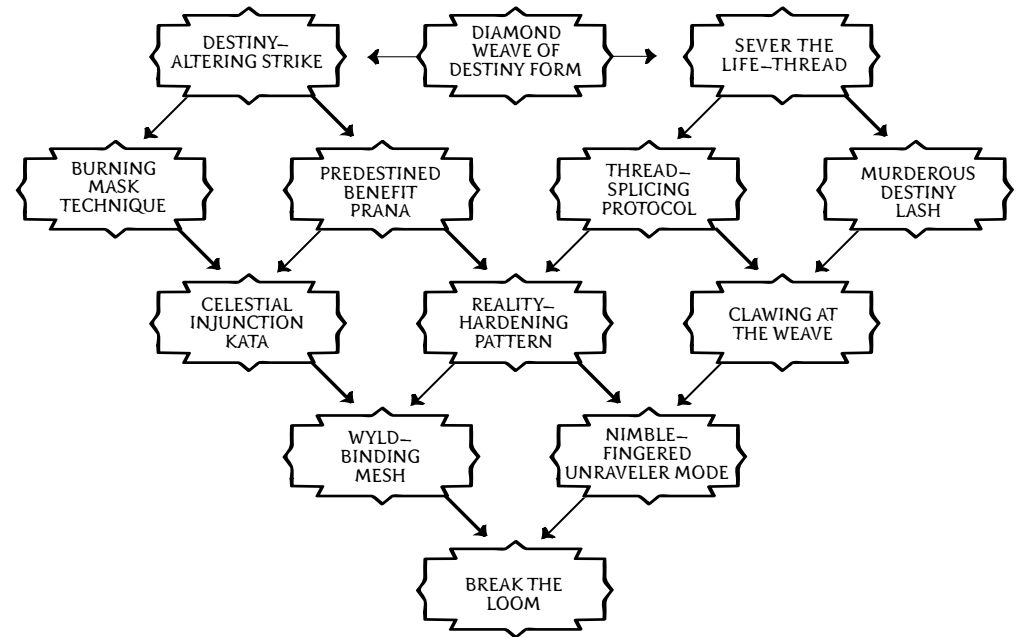 DESTINY–
ALTERING STRIKE
DIAMOND
WEAVE OF
DESTINY FORM
SEVER THE
LIFE–THREAD
BURNING
MASK
TECHNIQUE
PREDESTINED
BENEFIT
PRANA
THREAD–
SPLICING
PROTOCOL
MURDEROUS
DESTINY
LASH
CELESTIAL
INJUNCTION
KATA
REALITY–
HARDENING
PATTERN
CLAWING AT
THE WEAVE
WYLD–
BINDING
MESH
NIMBLE–
FINGERED
UNRAVELER MODE
BREAK THE
LOOM